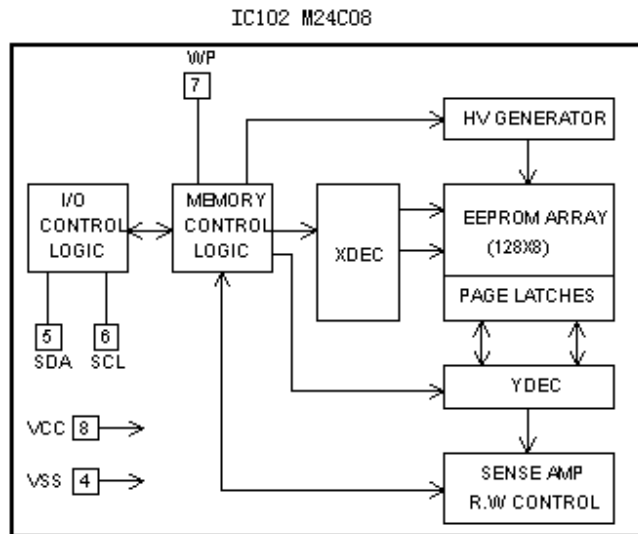 IC102 M24C08
WP
7
HV GENERATOR
I/O
CONTROL
LOGIC
MEMORY
CONTROL
LOGIC
XDEC
EEPROM ARRAY
(128X8)
PAGE LATCHES
5
6
SDA
SCL
YDEC
VCC 8
VSS 4
SENSE AMP
R.W CONTROL